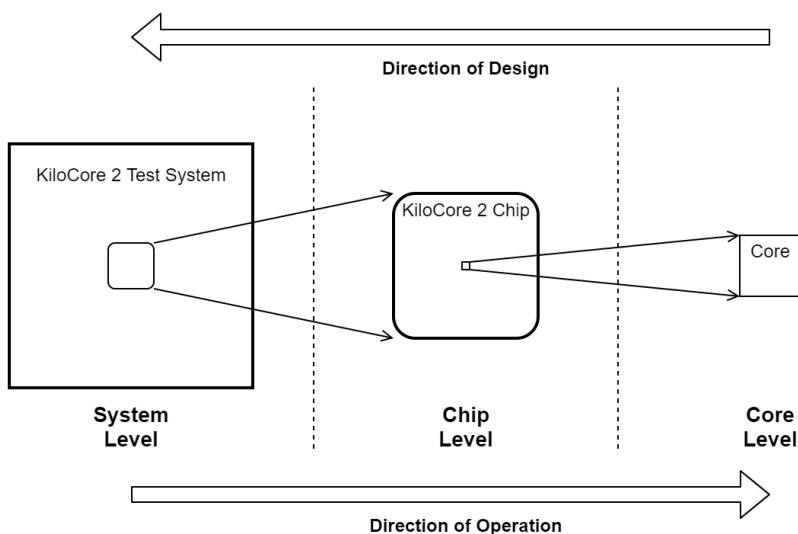 Direction of Design
KiloCore 2 Test System
KiloCore 2 Chip
Core
System
Level
Chip
Level
Core
Level
Direction of Operation